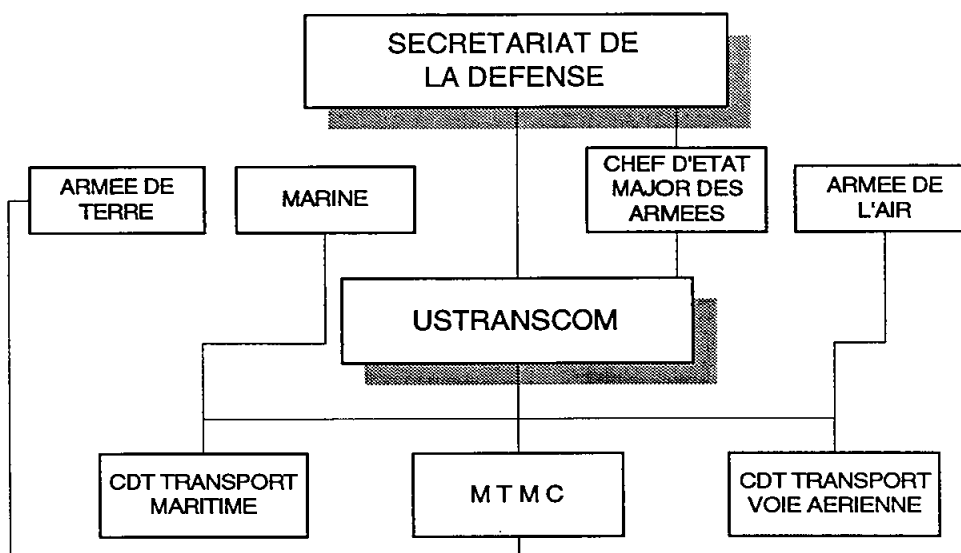 SECRETARIAT DE
LA DEFENSE
ARMEE DE
TERRE
MARINE
CHEF D'ETAT
MAJOR DES
ARMEES
ARMEE DE
L'AIR
USTRANSCOM
CDT TRANSPORT
MARITIME
M T M C
CDT TRANSPORT
VOIE AERIENNE